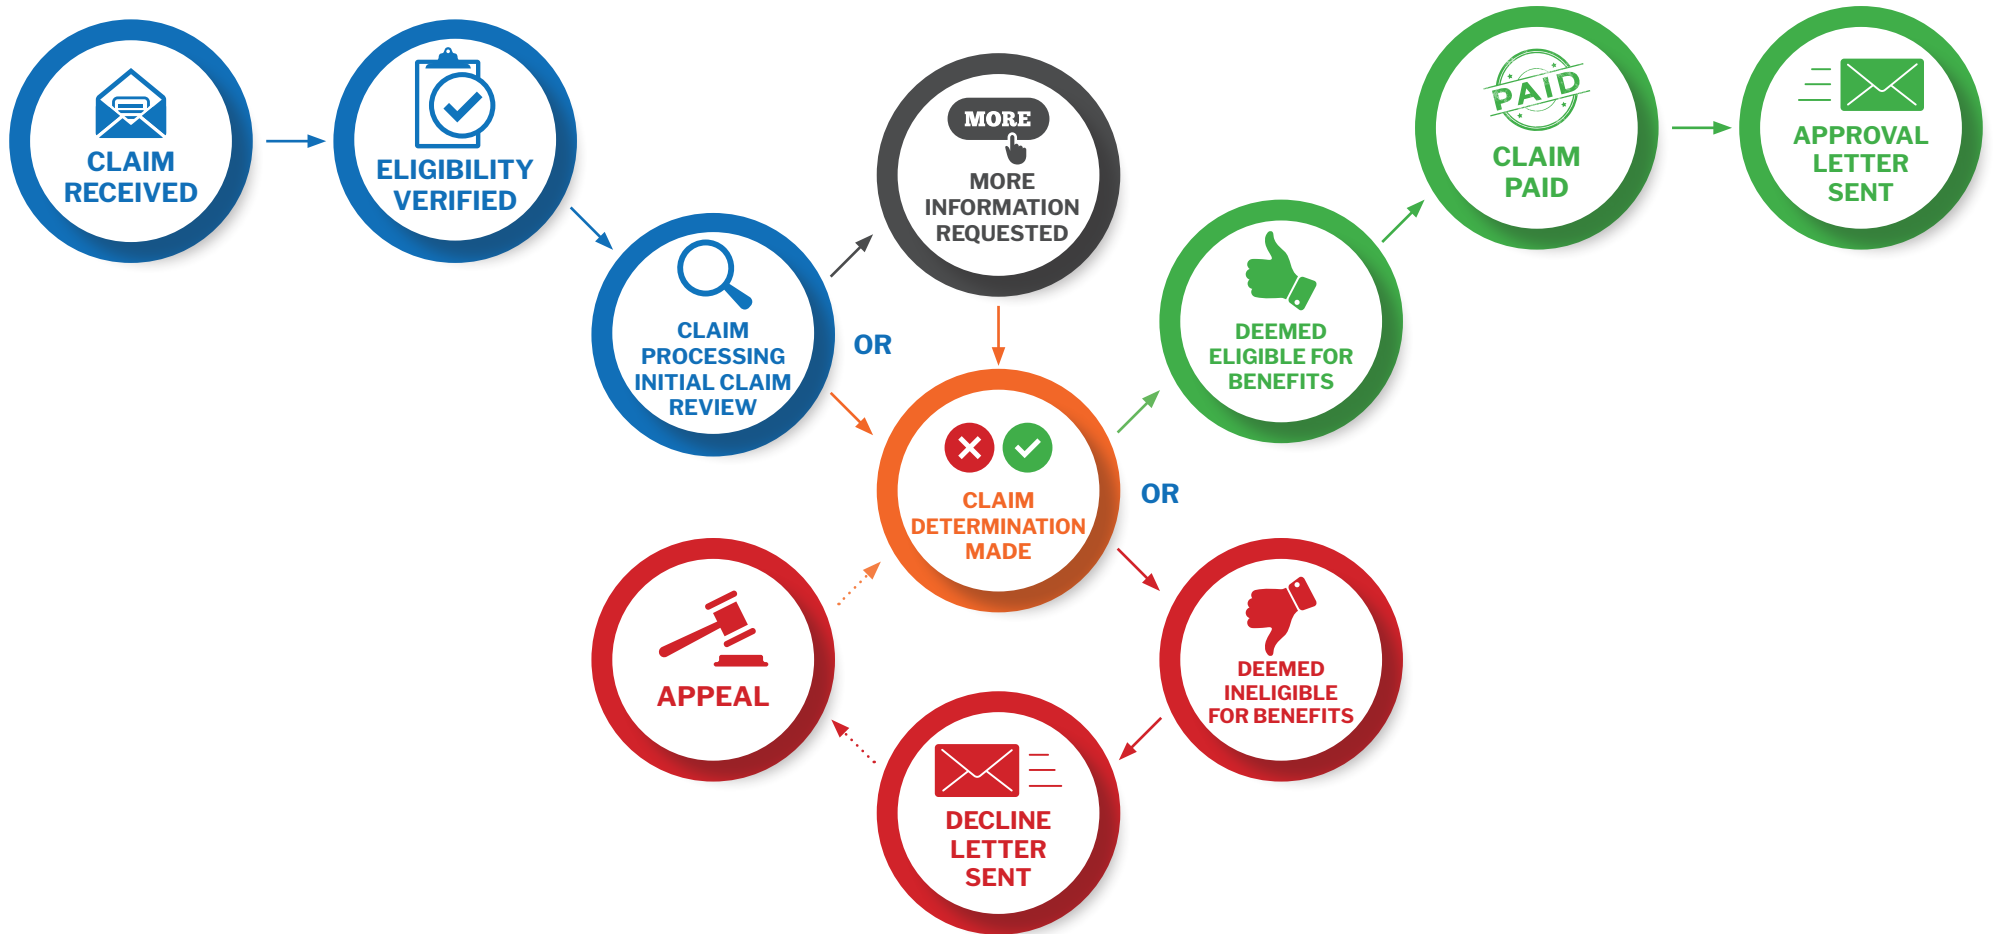 CLAIM
RECEIVED
ELIGIBILITY
VERIFIED
CLAIM
PROCESSING
INITIAL CLAIM
REVIEW
OR
MORE
MORE
INFORMATION
REQUESTED
CLAIM
DETERMINATION
MADE
OR
DEEMED
ELIGIBLE FOR
BENEFITS
PAID
CLAIM
PAID
APPROVAL
LETTER
SENT
DEEMED
INELIGIBLE
FOR BENEFITS
DECLINE
LETTER
SENT
APPEAL